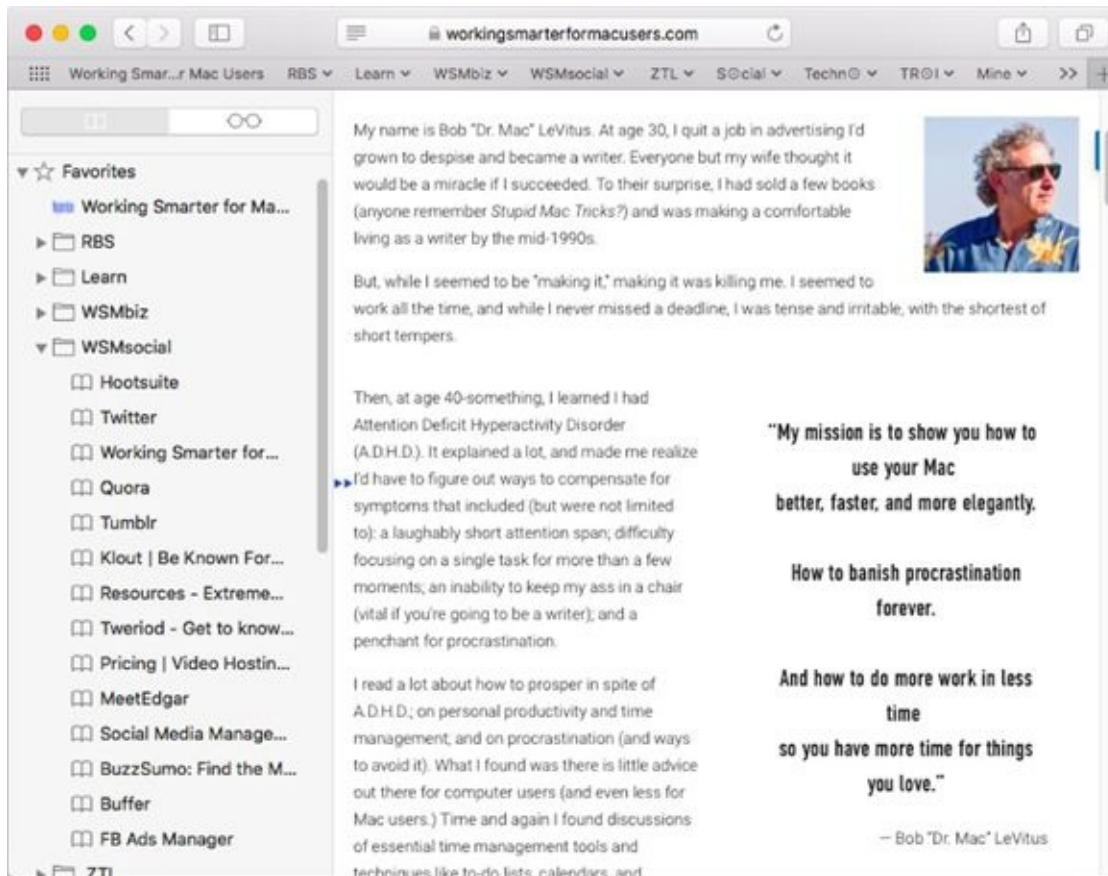 workingsmarterformacusers.com
Working Smar...r Mac Users RBS Learn WSMbiz WSMsocial ZTL S☉cial Techn☉ TR☉I Mine >>
Favorites
Working Smarter for Ma...
RBS
Learn
WSMbiz
WSMsocial
Hootsuite
Twitter
Working Smarter for...
Quora
Tumblr
Klout | Be Known For...
Resources - Extreme...
Tweriod - Get to know...
Pricing | Video Hostin...
MeetEdgar
Social Media Manage...
BuzzSumo: Find the M...
Buffer
FB Ads Manager
ZTL
My name is Bob "Dr. Mac" LeVitus. At age 30, I quit a job in advertising I'd
grown to despise and became a writer. Everyone but my wife thought it
would be a miracle if I succeeded. To their surprise, I had sold a few books
(anyone remember Stupid Mac Tricks?) and was making a comfortable
living as a writer by the mid-1990s.
But, while I seemed to be "making it," making it was killing me. I seemed to
work all the time, and while I never missed a deadline, I was tense and irritable, with the shortest of
short tempers.
Then, at age 40-something, I learned I had
Attention Deficit Hyperactivity Disorder
(A.D.H.D.). It explained a lot, and made me realize
I'd have to figure out ways to compensate for
symptoms that included (but were not limited
to): a laughably short attention span; difficulty
focusing on a single task for more than a few
moments; an inability to keep my ass in a chair
(vital if you're going to be a writer); and a
penchant for procrastination.
I read a lot about how to prosper in spite of
A.D.H.D.; on personal productivity and time
management; and on procrastination (and ways
to avoid it). What I found was there is little advice
out there for computer users (and even less for
Mac users.) Time and again I found discussions
of essential time management tools and
techniques like to-do lists, calendars, and
"My mission is to show you how to
use your Mac
better, faster, and more elegantly.
How to banish procrastination
forever.
And how to do more work in less
time
so you have more time for things
you love."
— Bob "Dr. Mac" LeVitus